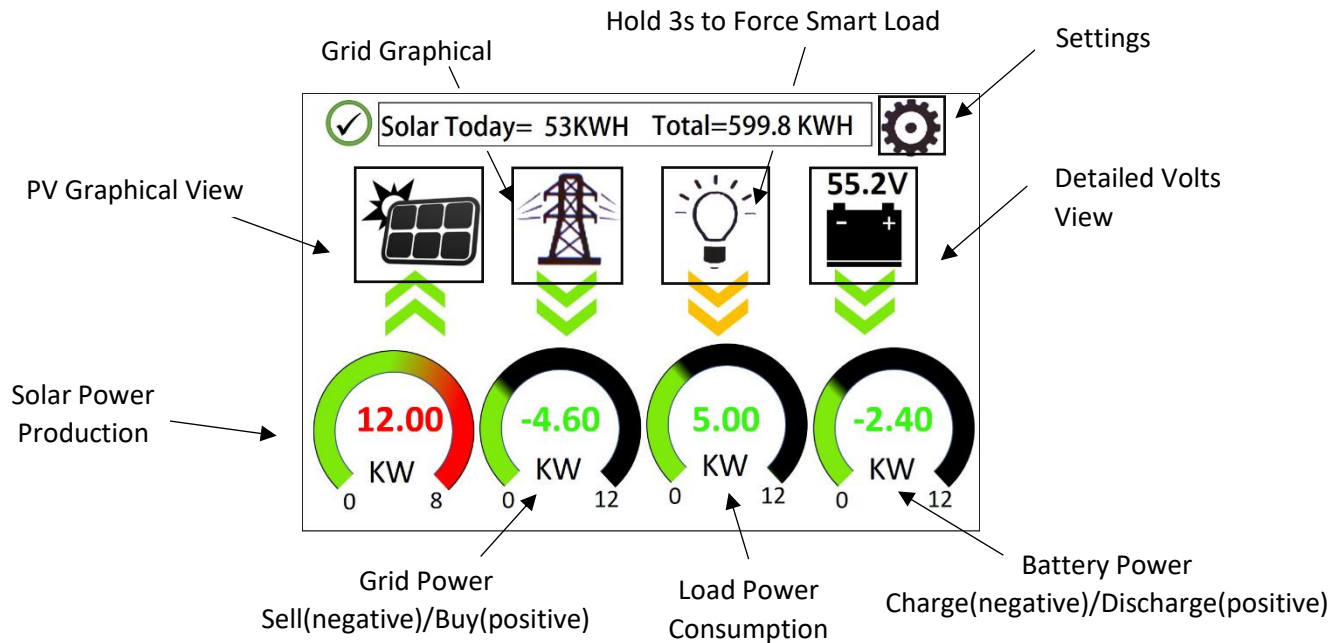 Hold 3s to Force Smart Load
Grid Graphical
Settings
Solar Today= 53KWH Total=599.8 KWH
PV Graphical View
55.2V
- +
Detailed Volts
View
Solar Power
Production
12.00
KW
0 8
-4.60
KW
0 12
5.00
KW
0 12
-2.40
KW
0 12
Grid Power
Sell(negative)/Buy(positive)
Load Power
Consumption
Battery Power
Charge(negative)/Discharge(positive)